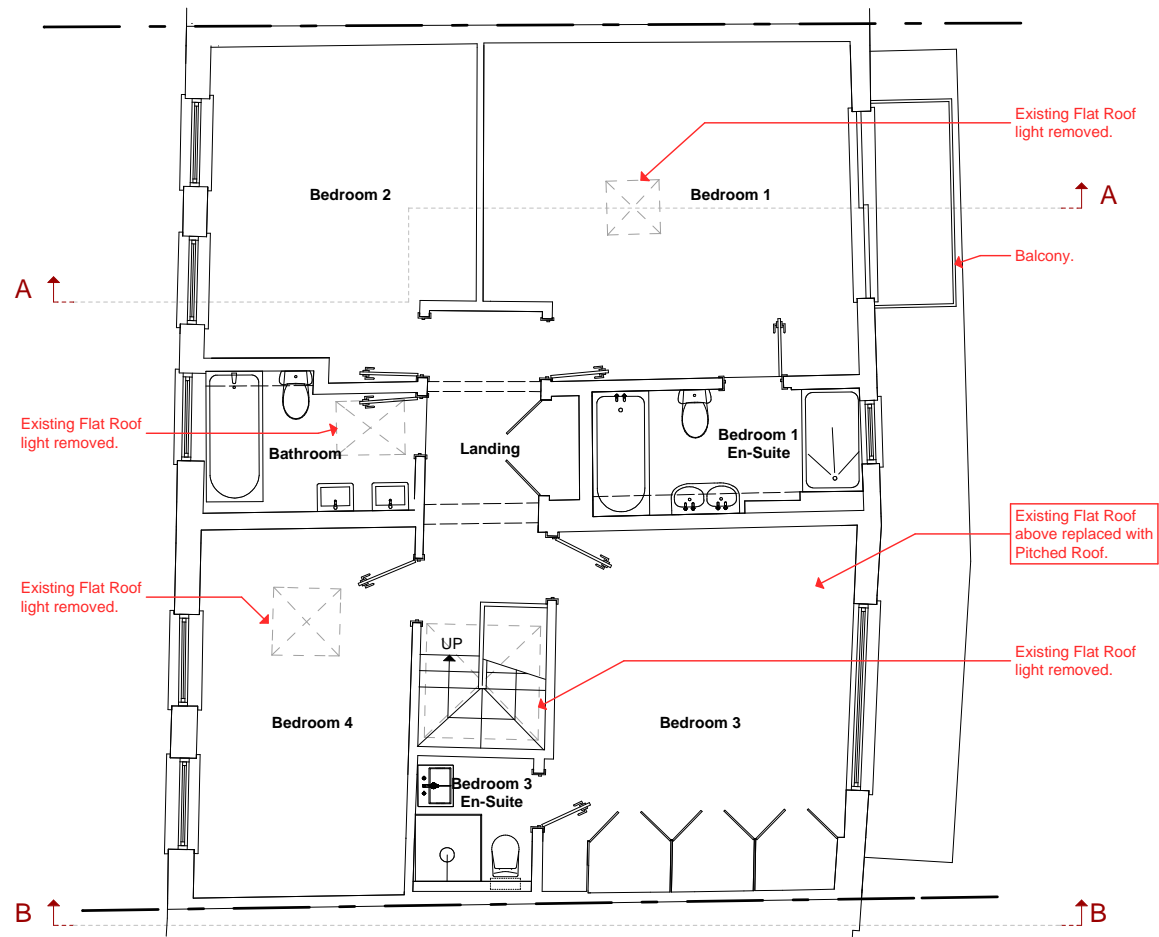 Existing Flat Roof
light removed.
Bedroom 2
Bedroom 1
A
A
Balcony.
Existing Flat Roof
light removed.
Bathroom
Landing
Bedroom 1
En-Suite
Existing Flat Roof
above replaced with
Pitched Roof.
Existing Flat Roof
light removed.
UP
Existing Flat Roof
light removed.
Bedroom 4
Bedroom 3
Bedroom 3
En-Suite
B
B